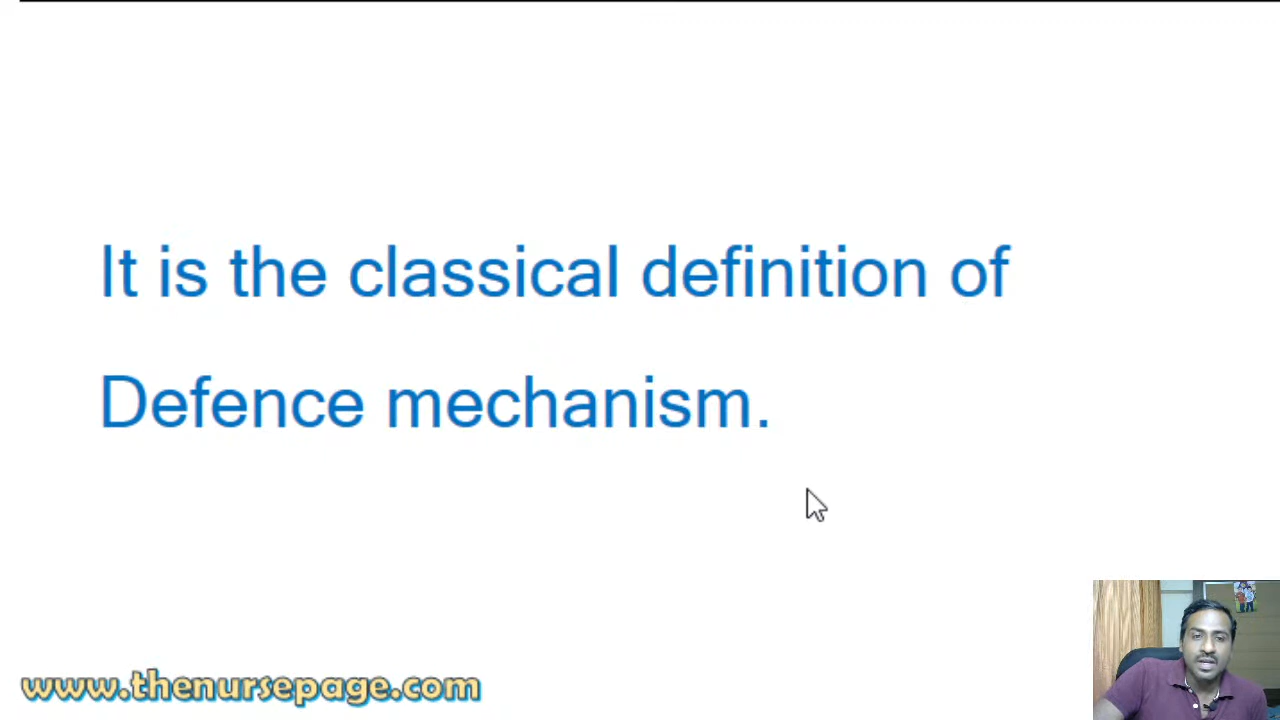 It is the classical definition of
Defence mechanism.
www.thenursepage.com